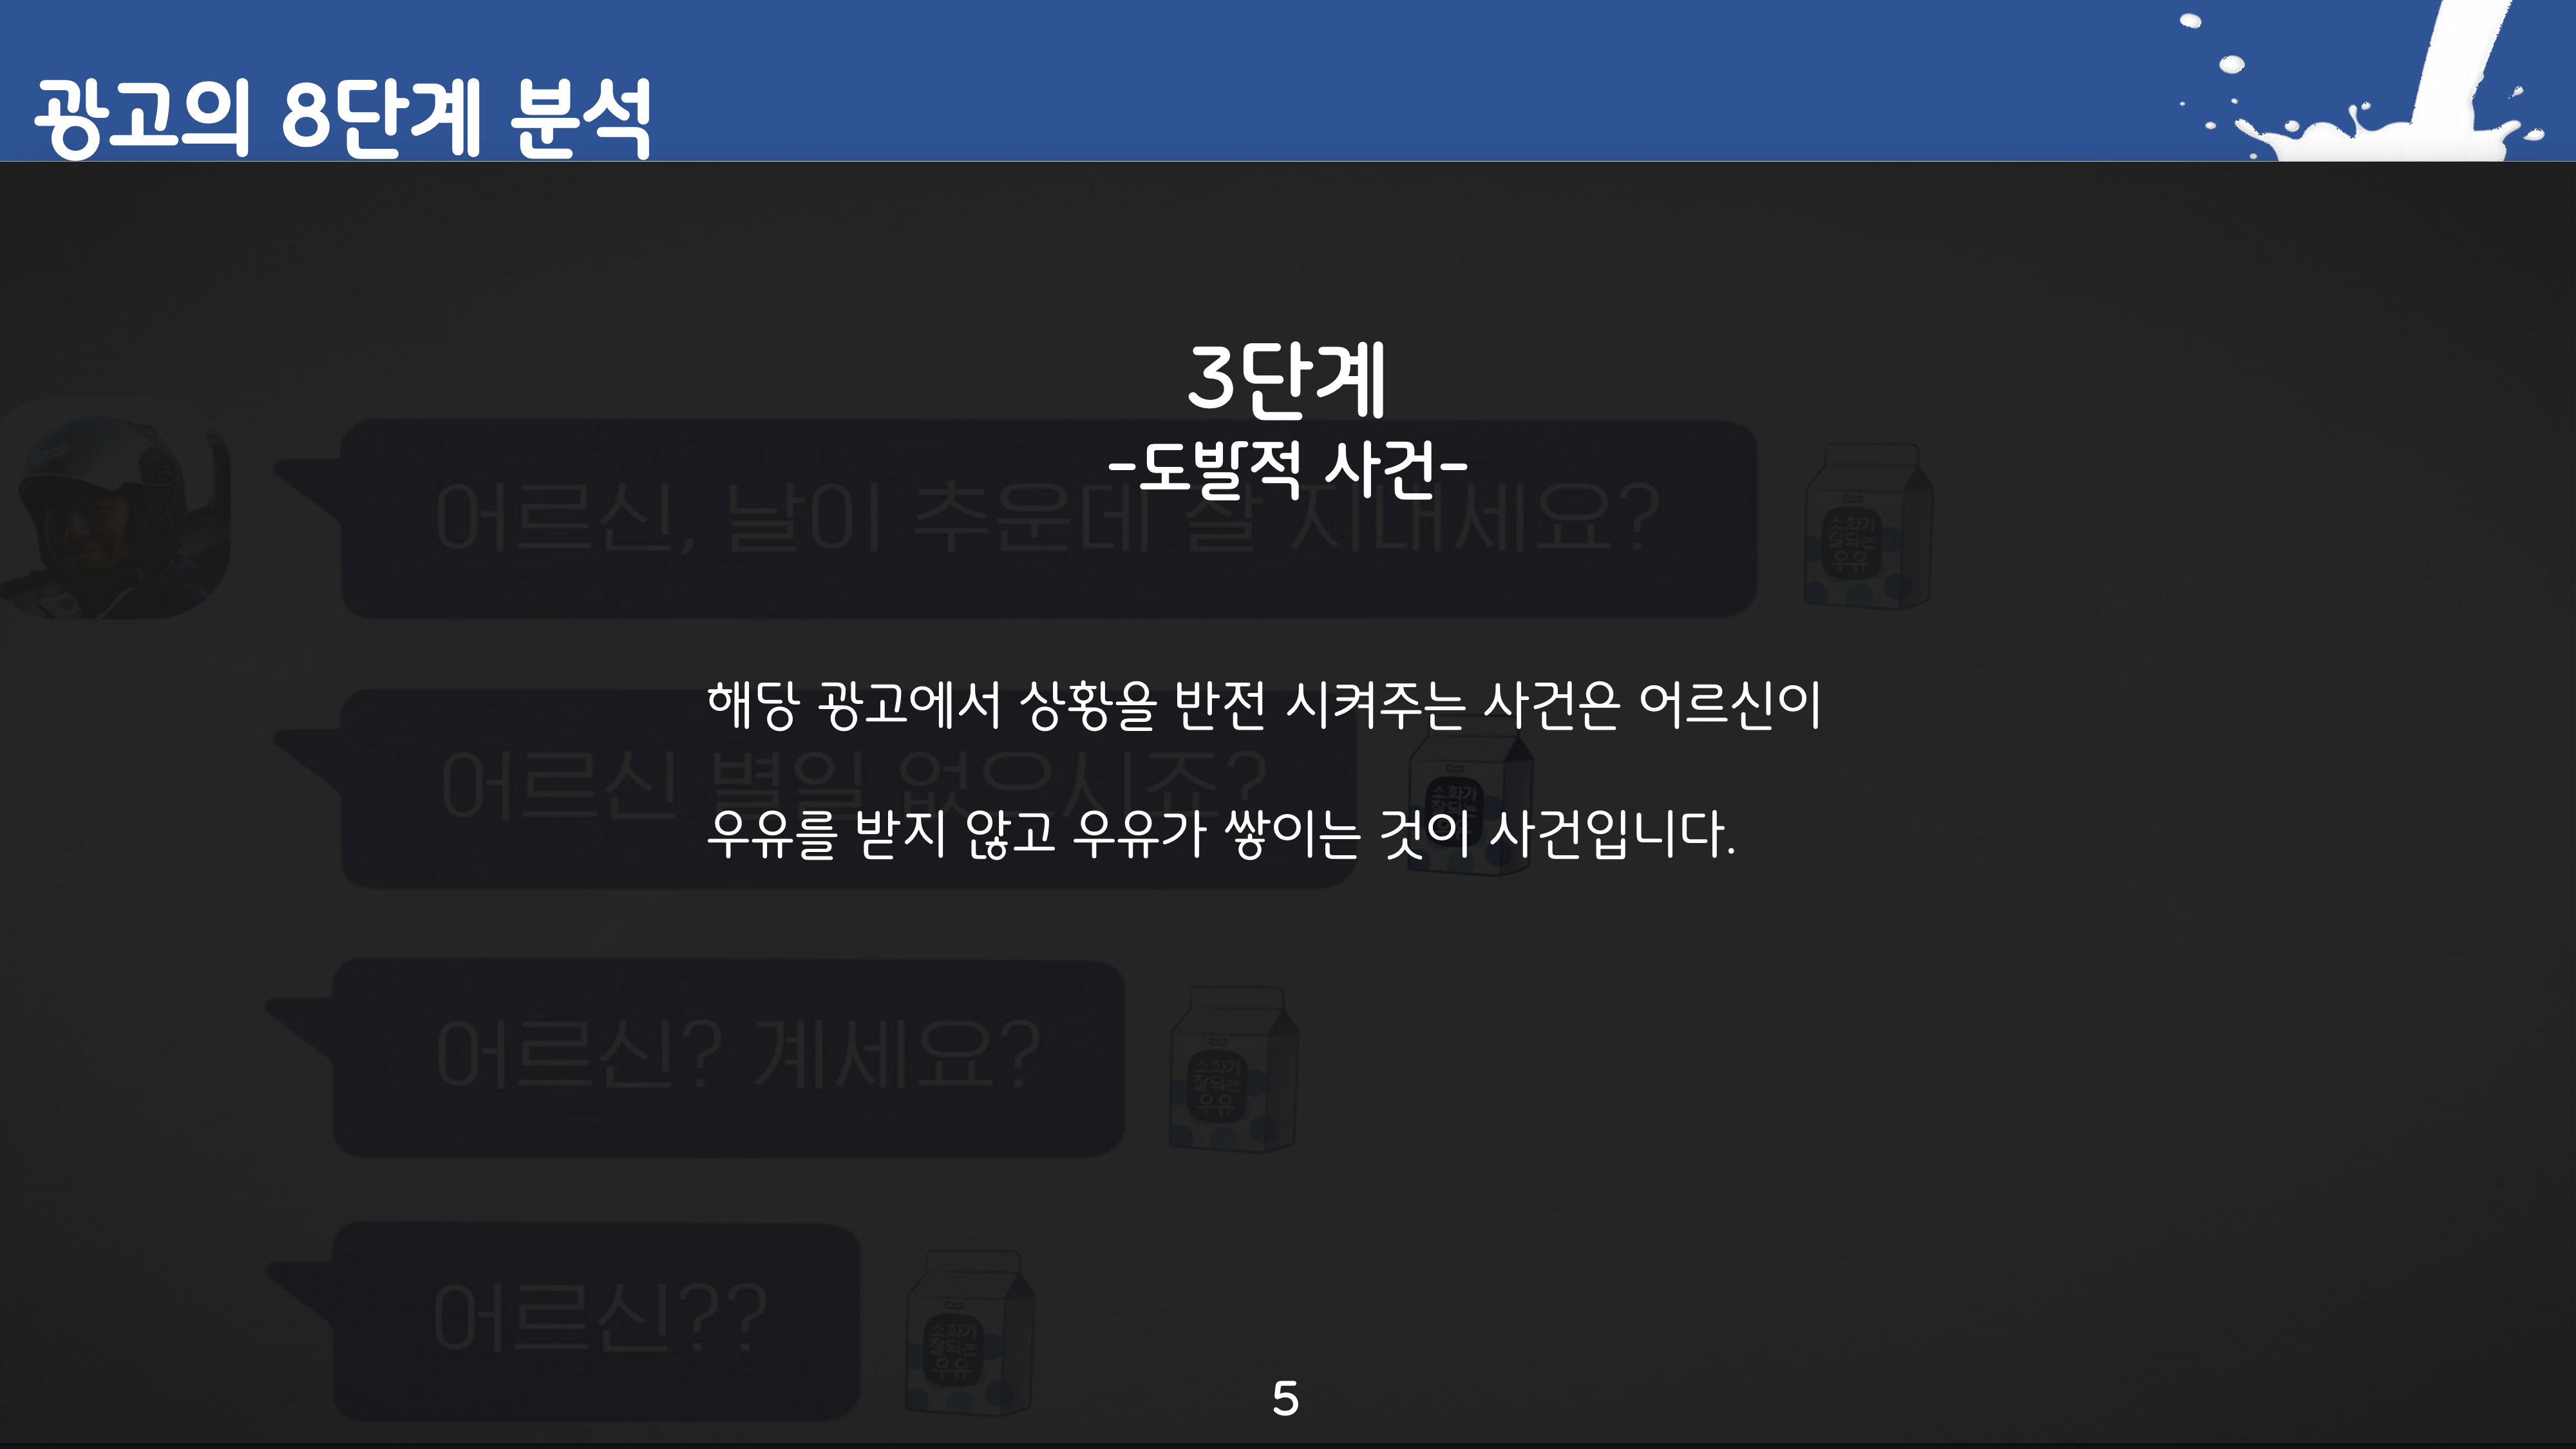 광고의 8단계 분석
3단계
-도발적 사건-
어르신, 날이 추운데 잘 지내세요?
소화가
잘되는
우유
해당 광고에서 상황을 반전 시켜주는 사건은 어르신이
어르신 별일 없으시죠?
소화가
잘되는
우유를 받지 않고 우유가 쌓이는 것이 사건입니다.
어르신? 계세요?
소화가
잘되는
우유
어르신??
소화가
잘되는
우유
5